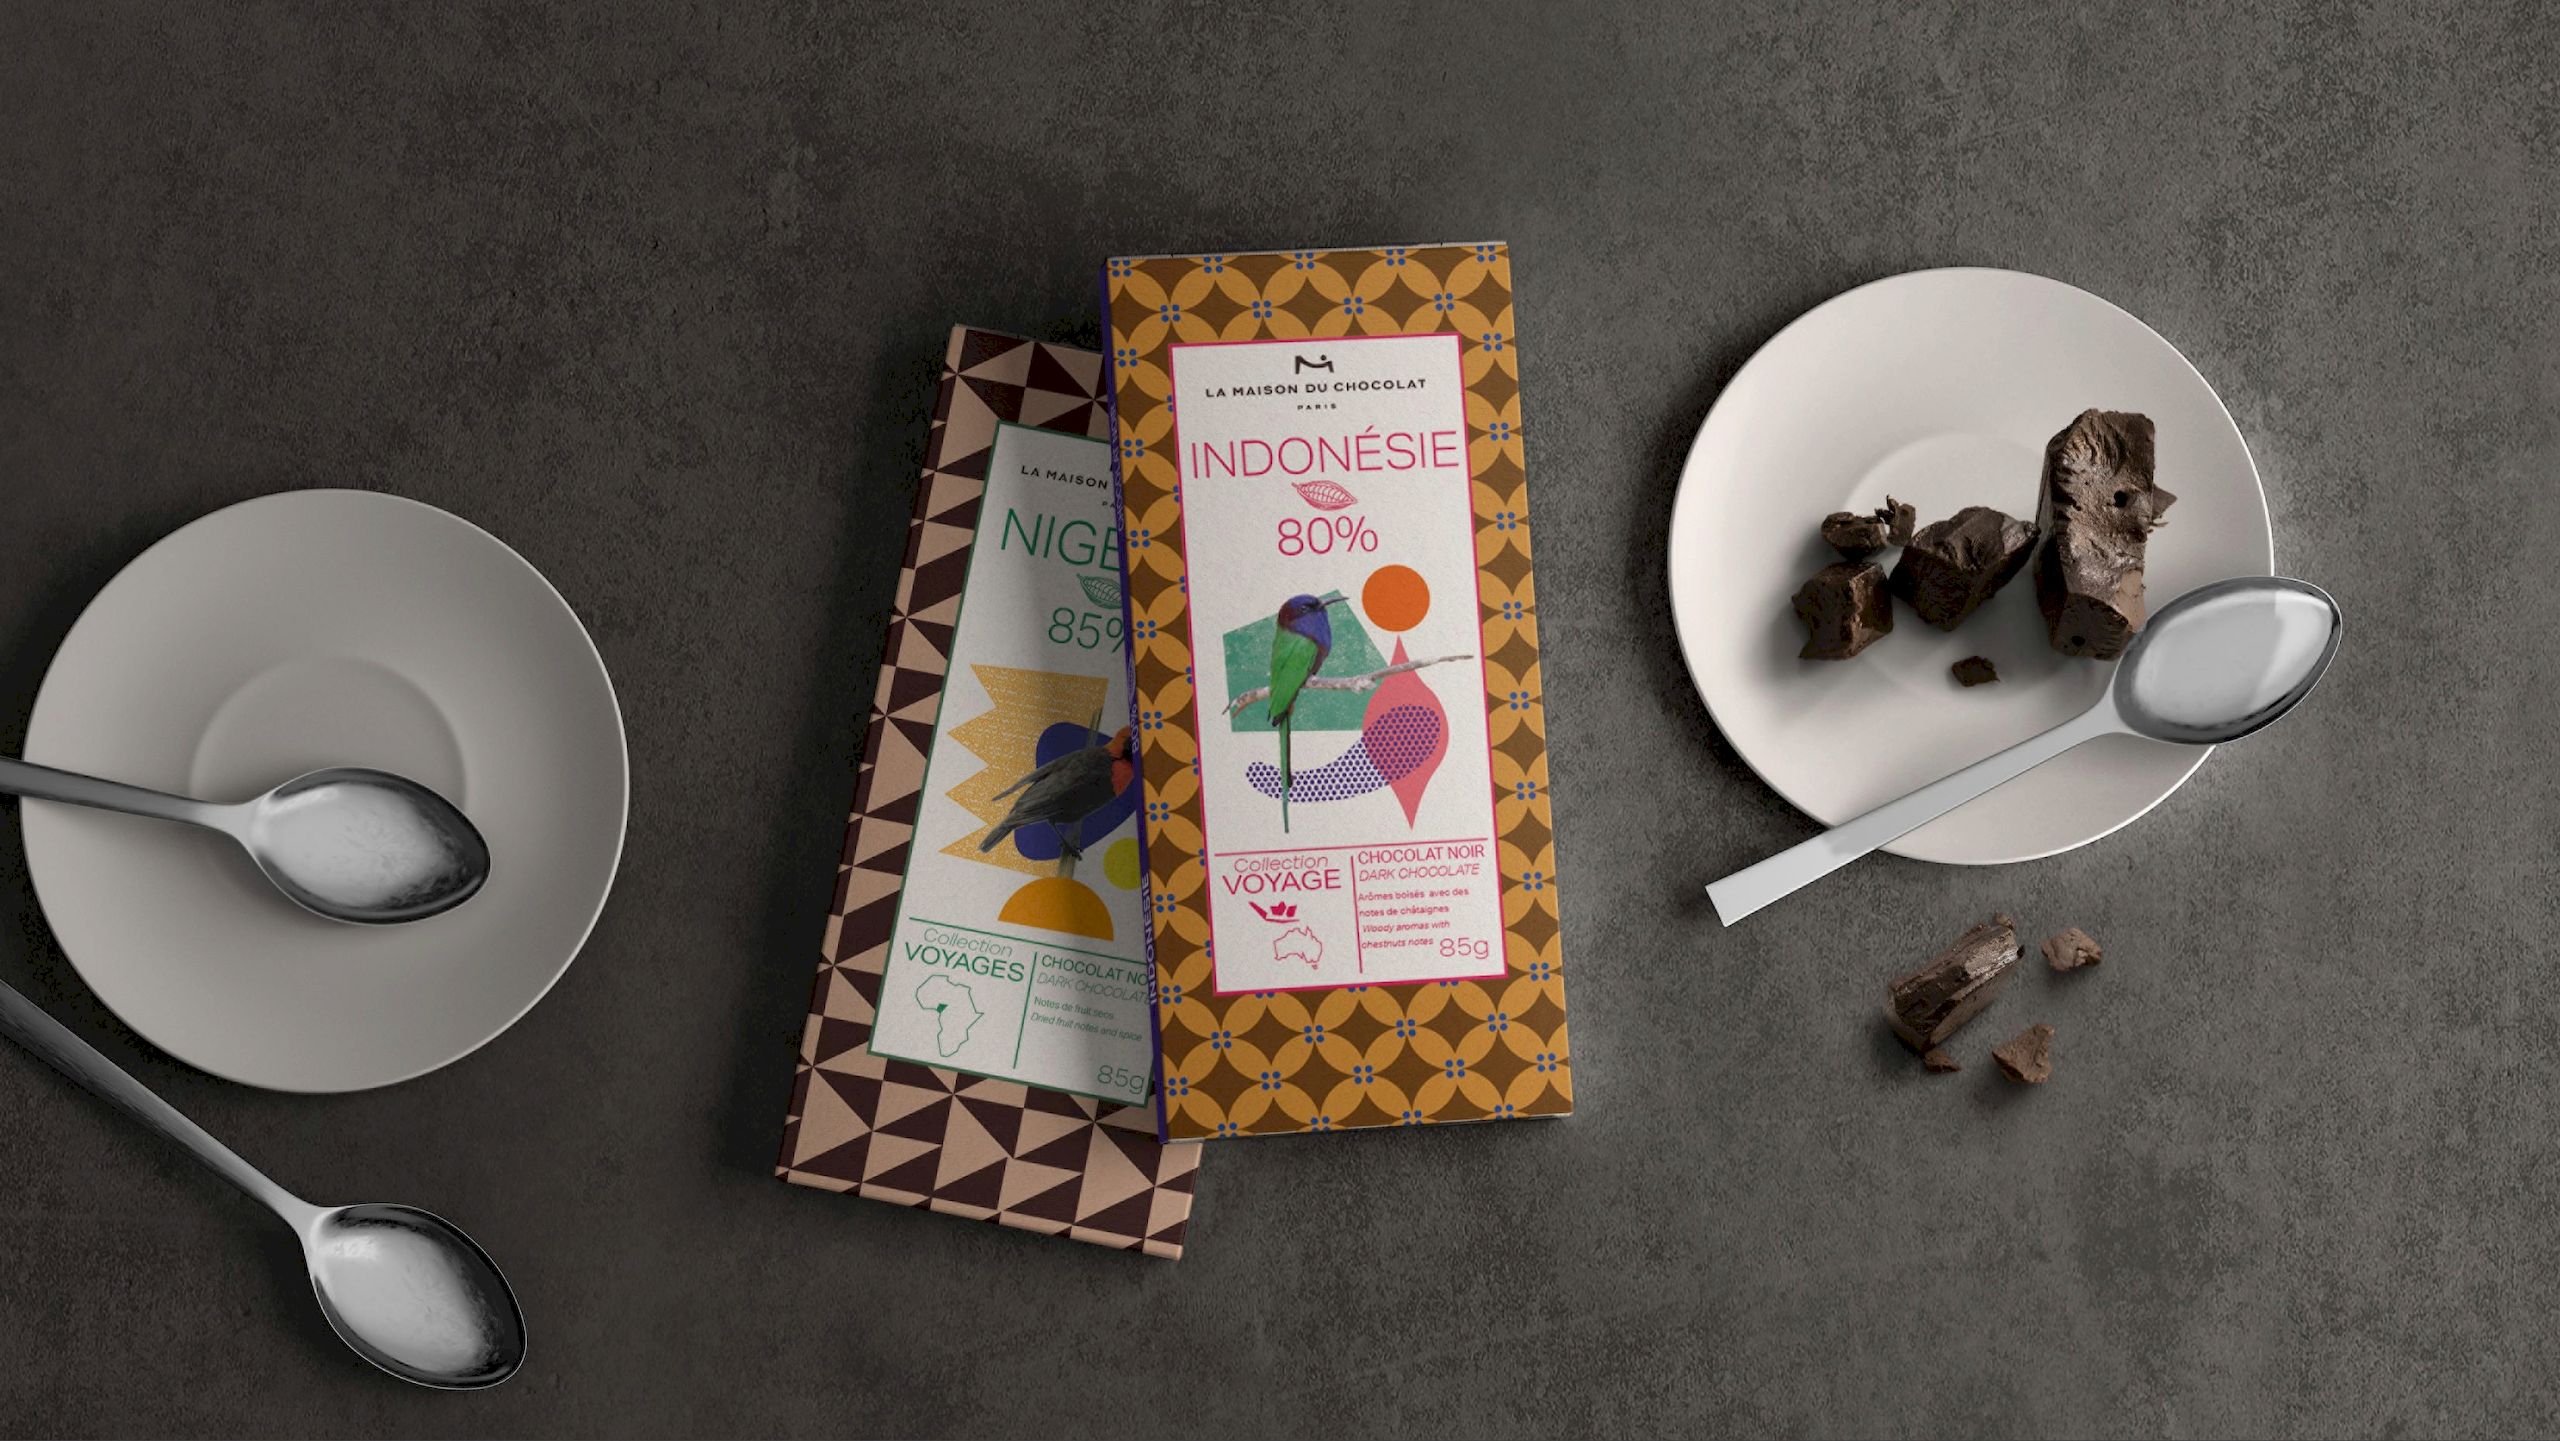 LA MAISON DU CHOCOLAT
PARIS
INDONÉSIE
80%
Collection
VOYAGE
CHOCOLAT NOIR
DARK CHOCOLATE
Arômes boisés avec des
notes de châtaignes
Woody aromas with
chestnuts notes
85g
INDONÉSIE
80%
LA MAISON
NIGE
85%
Collection
VOYAGES
CHOCOLAT NO
DARK CHOCOLATE
Notes de fruit secs
Dried fruit notes and spice
85g